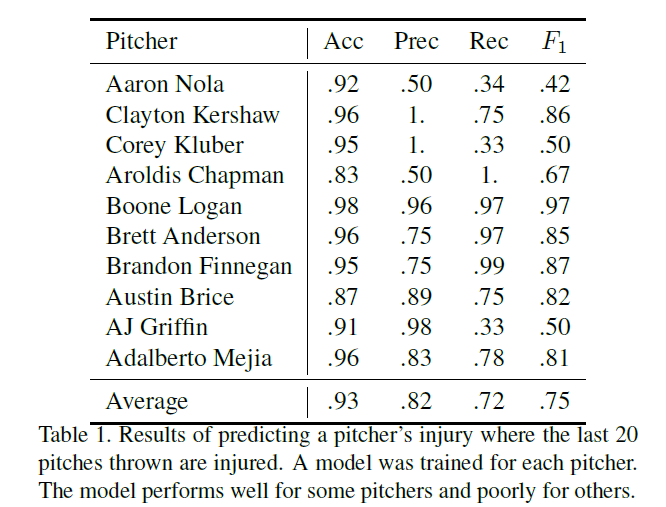 Pitcher Acc Prec Rec F1
Aaron Nola .92 .50 .34 .42
Clayton Kershaw .96 1. .75 .86
Corey Kluber .95 1. .33 .50
Aroldis Chapman .83 .50 1. .67
Boone Logan .98 .96 .97 .97
Brett Anderson .96 .75 .97 .85
Brandon Finnegan .95 .75 .99 .87
Austin Brice .87 .89 .75 .82
AJ Griffin .91 .98 .33 .50
Adalberto Mejia .96 .83 .78 .81
Average .93 .82 .72 .75
Table 1. Results of predicting a pitcher's injury where the last 20
pitches thrown are injured. A model was trained for each pitcher.
The model performs well for some pitchers and poorly for others.